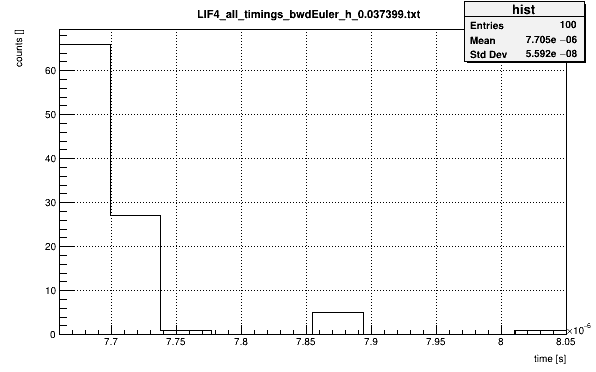 LIF4_all_timings_bwdEuler_h_0.037399.txt
hist
Entries 100
Mean 7.705e −06
Std Dev 5.592e −08
counts []
60
50
40
30
20
10
0
7.7 7.75 7.8 7.85 7.9 7.95 8 8.05
×10⁻⁶
time [s]